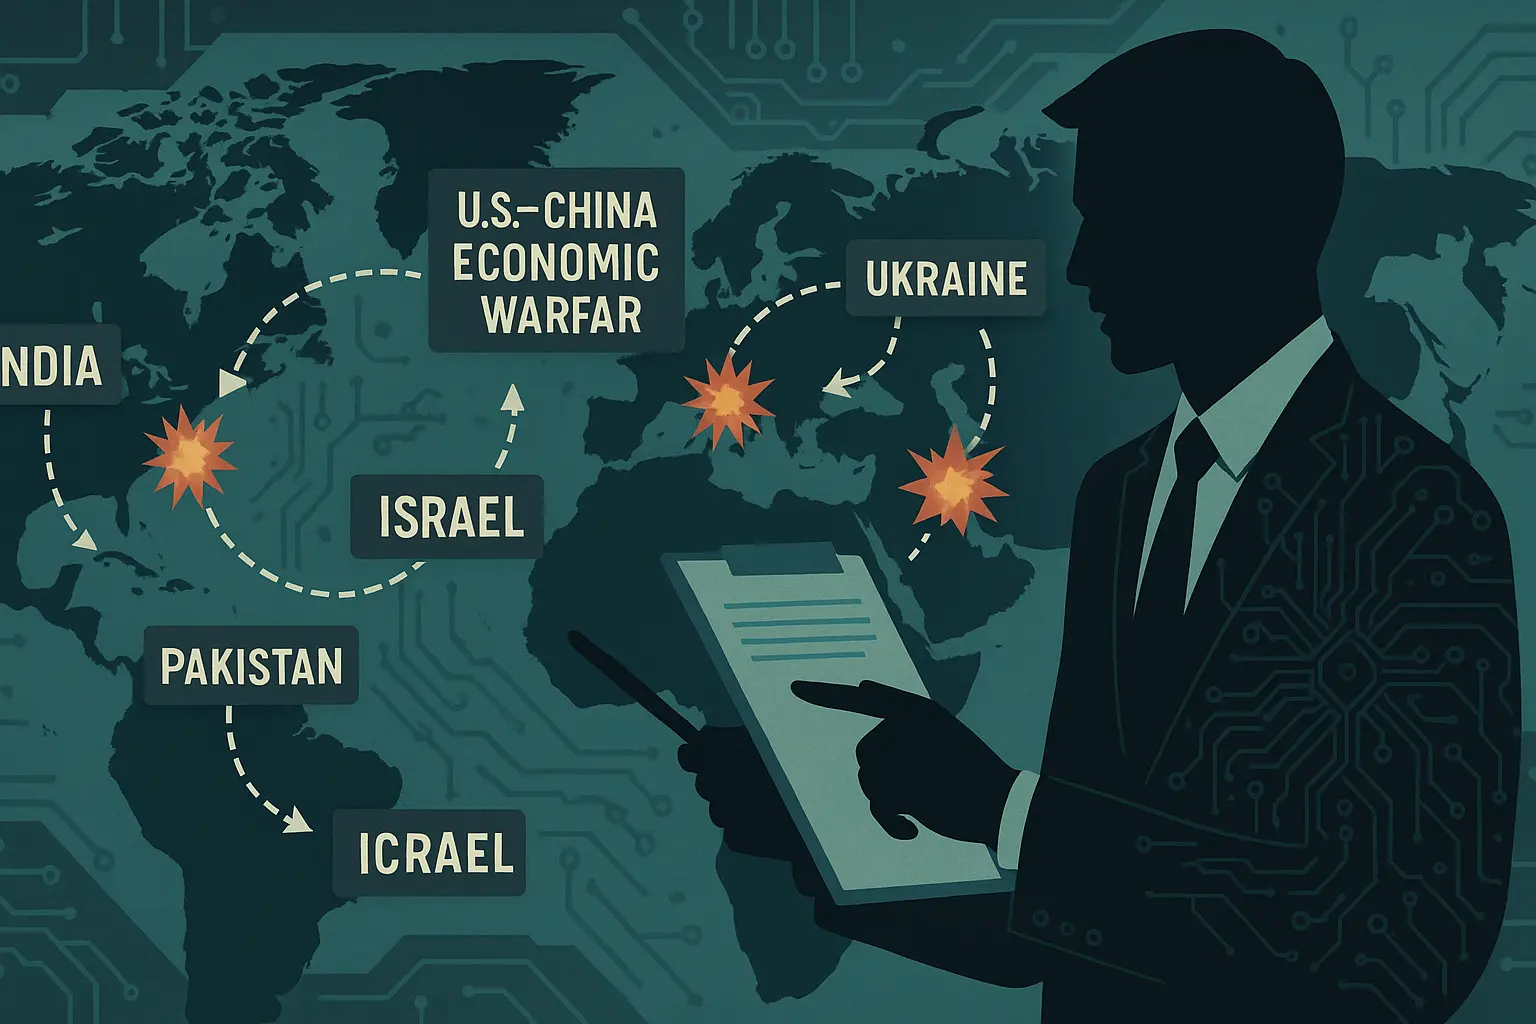 U.S.–CHINA
ECONOMIC
WARFAR
UKRAINE
NDIA
ISRAEL
PAKISTAN
ICRAEL